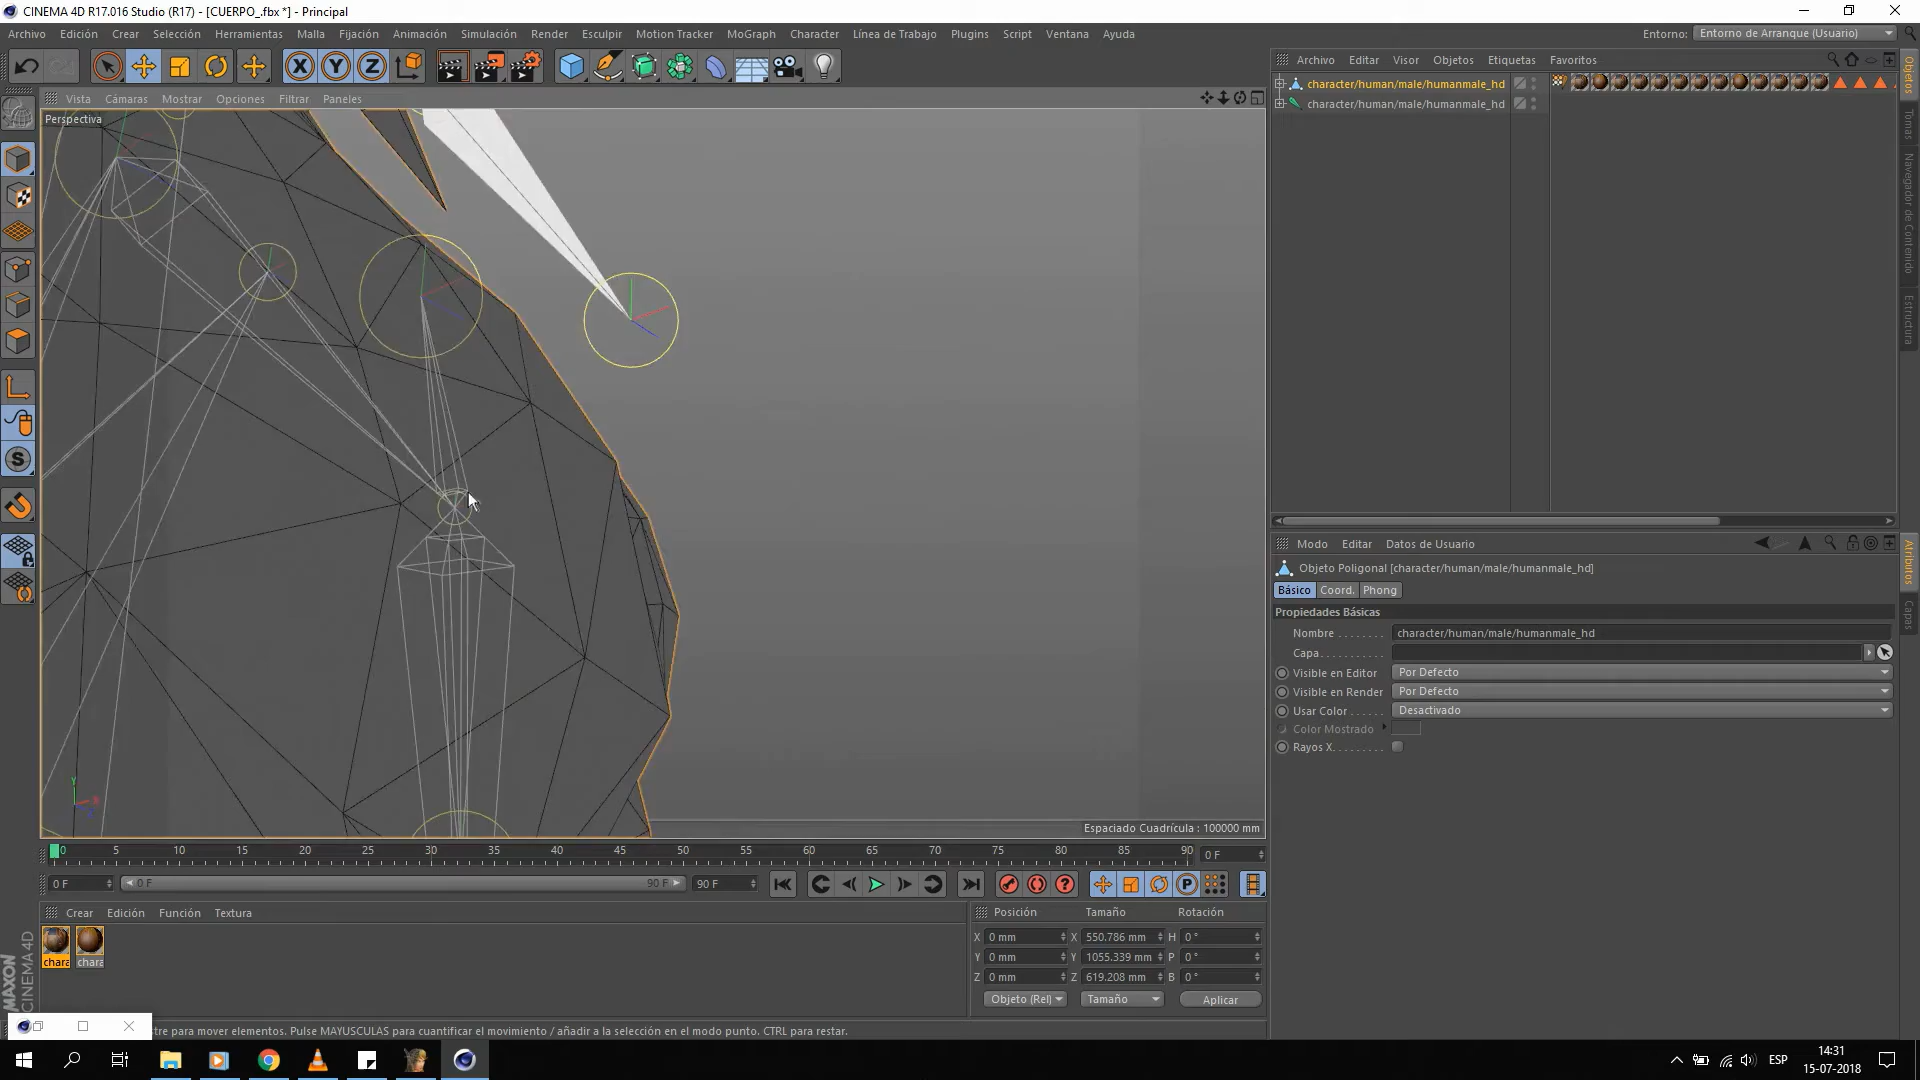 CINEMA 4D R17.016 Studio (R17) - [CUERPO_.fbx *] - Principal
Archivo Edición Crear Selección Herramientas Malla Fijación Animación Simulación Render Esculpir Motion Tracker MoGraph Character Línea de Trabajo Plugins Script Ventana Ayuda
Entorno: Entorno de Arranque (Usuario)
Vista Cámaras Mostrar Opciones Filtrar Paneles
Perspectiva
Archivo Editar Visor Objetos Etiquetas Favoritos
character/human/male/humanmale_hd
character/human/male/humanmale_hd
Objetos
Tomas
Navegador de Contenido
Estructura
Modo Editar Datos de Usuario
Objeto Poligonal [character/human/male/humanmale_hd]
Básico Coord. Phong
Propiedades Básicas
Nombre character/human/male/humanmale_hd
Capa
Visible en Editor Por Defecto
Visible en Render Por Defecto
Usar Color Desactivado
Color Mostrado
Rayos X
Atributos
Capas
Espaciado Cuadrícula : 100000 mm
0 5 10 15 20 25 30 35 40 45 50 55 60 65 70 75 80 85 90
0 F
0 F 0 F 90 F 90 F
Crear Edición Función Textura
chara chara
Posición Tamaño Rotación
X 0 mm X 550.786 mm H 0 °
Y 0 mm Y 1055.339 mm P 0 °
Z 0 mm Z 619.208 mm B 0 °
Objeto (Rel) Tamaño Aplicar
MAXON
CINEMA 4D
stre para mover elementos. Pulse MAYUSCULAS para cuantificar el movimiento / añadir a la selección en el modo punto. CTRL para restar.
ESP
14:31
15-07-2018